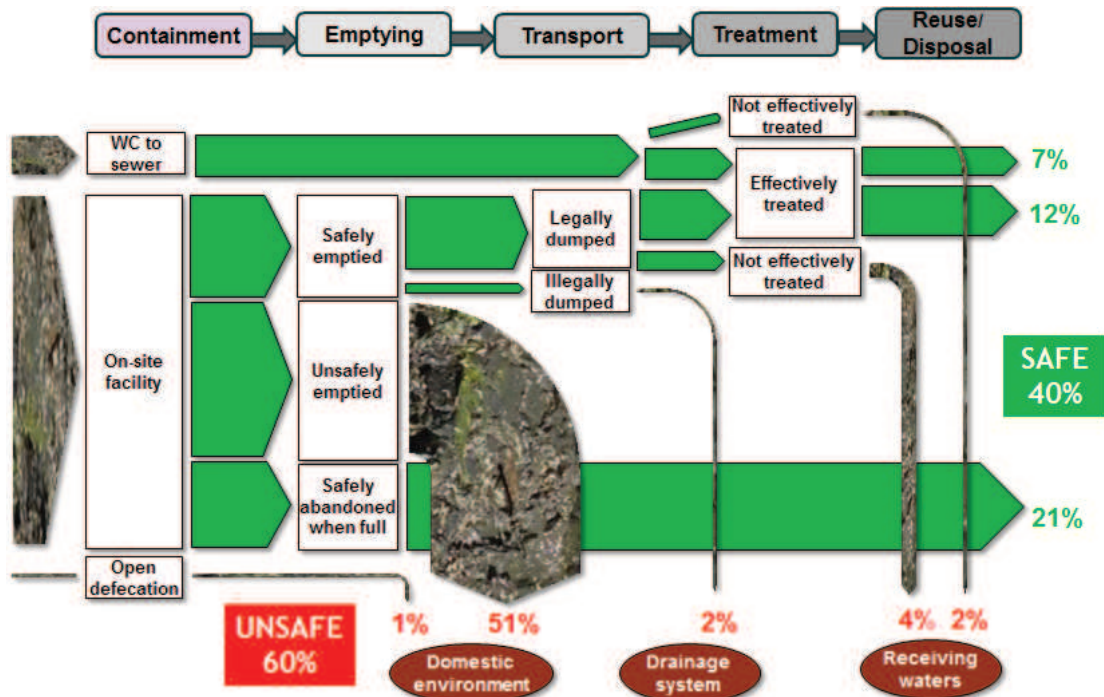 Containment
Emptying
Transport
Treatment
Reuse/
Disposal
Not effectively
treated
WC to
sewer
Effectively
treated
7%
12%
Safely
emptied
Legally
dumped
Not effectively
treated
Illegally
dumped
On-site
facility
Unsafely
emptied
SAFE
40%
Safely
abandoned
when full
21%
Open
defecation
UNSAFE
60%
1%
51%
2%
4%
2%
Domestic
environment
Drainage
system
Receiving
waters